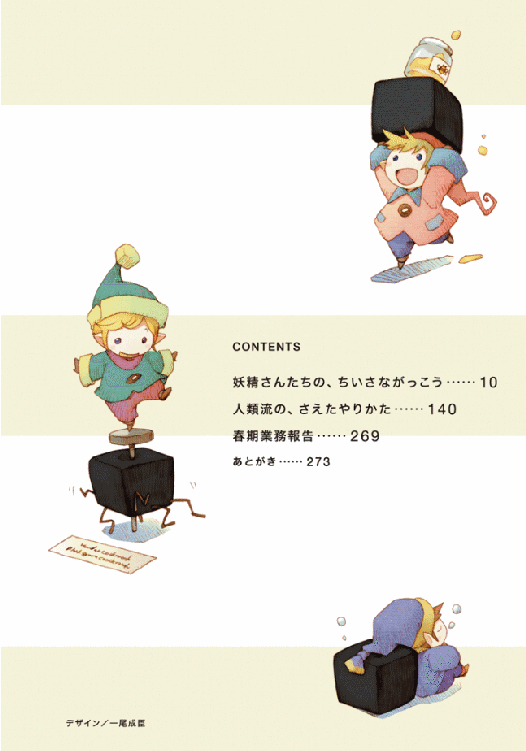 CONTENTS
妖精さんたちの、ちいさながっこう……10
人類流の、さえたやりかた……140
春期業務報告……269
あとがき……273
デザイン／一尾成臣